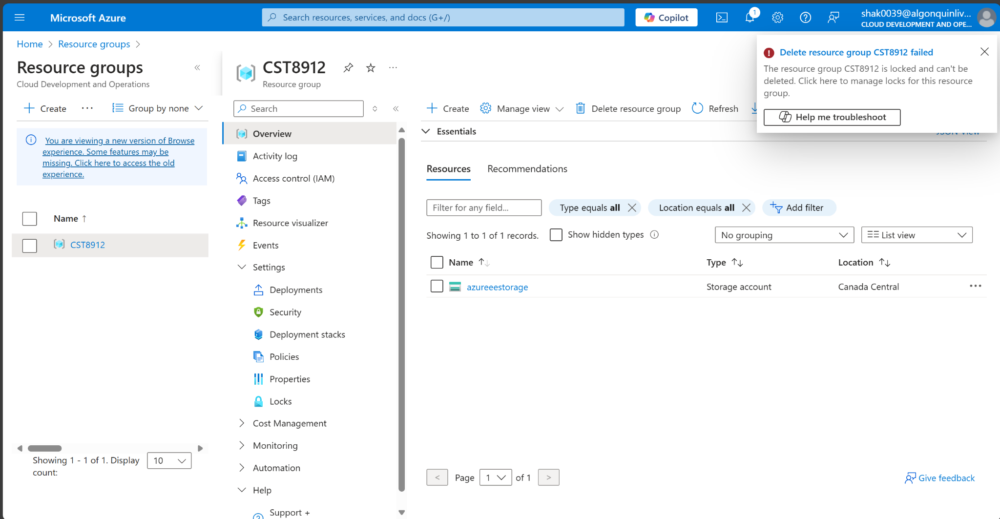 Microsoft Azure
Search resources, services, and docs (G+/)
Copilot
1
shak0039@algonquinliv...
CLOUD DEVELOPMENT AND OPE...
Home > Resource groups >
Resource groups
Cloud Development and Operations
Create
Group by none
You are viewing a new version of Browse
experience. Some features may be
missing. Click here to access the old
experience.
Name ↑
CST8912
Showing 1 - 1 of 1. Display
count:
10
CST8912
Resource group
Search
Overview
Activity log
Access control (IAM)
Tags
Resource visualizer
Events
Settings
Deployments
Security
Deployment stacks
Policies
Properties
Locks
Cost Management
Monitoring
Automation
Help
Support +
Create
Manage view
Delete resource group
Refresh
Essentials
JSON View
Resources
Recommendations
Filter for any field...
Type equals all
Location equals all
Add filter
Showing 1 to 1 of 1 records.
Show hidden types
No grouping
List view
Name ↑↓
Type ↑↓
Location ↑↓
azureeestorage
Storage account
Canada Central
< Page 1 of 1 >
Give feedback
Delete resource group CST8912 failed
The resource group CST8912 is locked and can't be
deleted. Click here to manage locks for this resource
group.
Help me troubleshoot